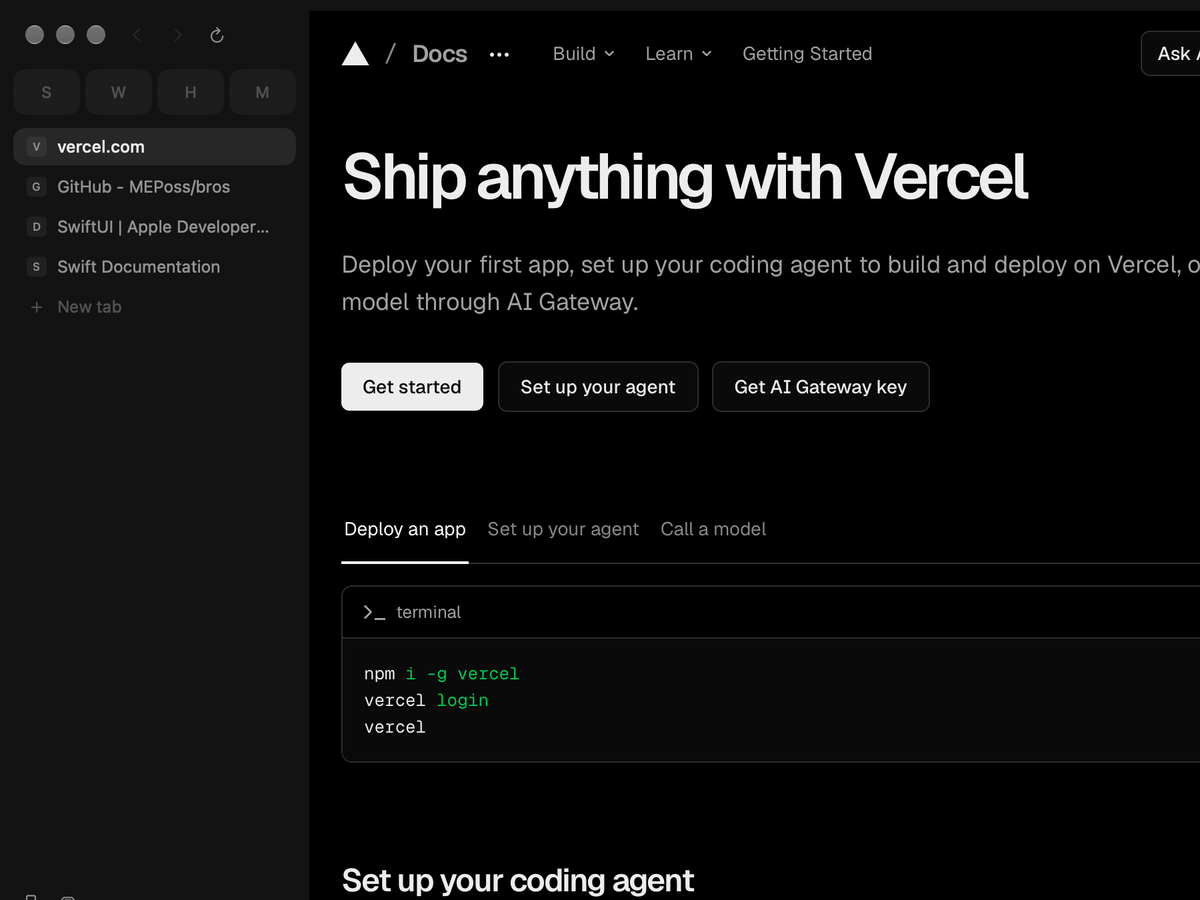 S W H M
V vercel.com
G GitHub - MEPoss/bros
D SwiftUI | Apple Developer...
S Swift Documentation
+ New tab
/ Docs ... Build Learn Getting Started
Ask
Ship anything with Vercel
Deploy your first app, set up your coding agent to build and deploy on Vercel,
model through AI Gateway.
Get started Set up your agent Get AI Gateway key
Deploy an app Set up your agent Call a model
>_ terminal
npm i -g vercel
vercel login
vercel
Set up your coding agent